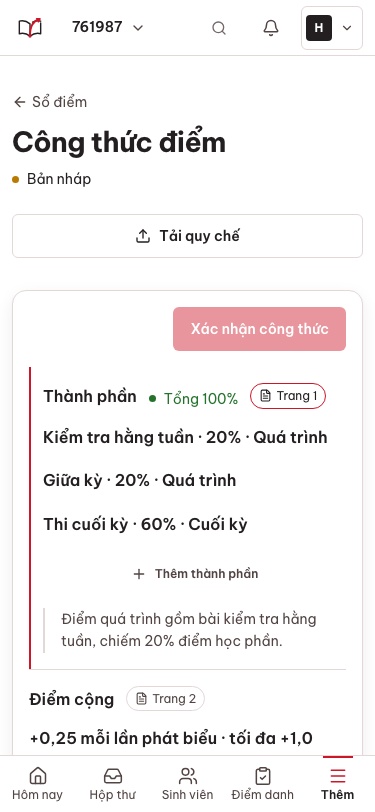 761987
H
Sổ điểm
Công thức điểm
Bản nháp
Tải quy chế
Xác nhận công thức
Thành phần Tổng 100% Trang 1
Kiểm tra hằng tuần · 20% · Quá trình
Giữa kỳ · 20% · Quá trình
Thi cuối kỳ · 60% · Cuối kỳ
Thêm thành phần
Điểm quá trình gồm bài kiểm tra hằng
tuần, chiếm 20% điểm học phần.
Điểm cộng Trang 2
+0,25 mỗi lần phát biểu · tối đa +1,0
Hôm nay Hộp thư Sinh viên Điểm danh Thêm